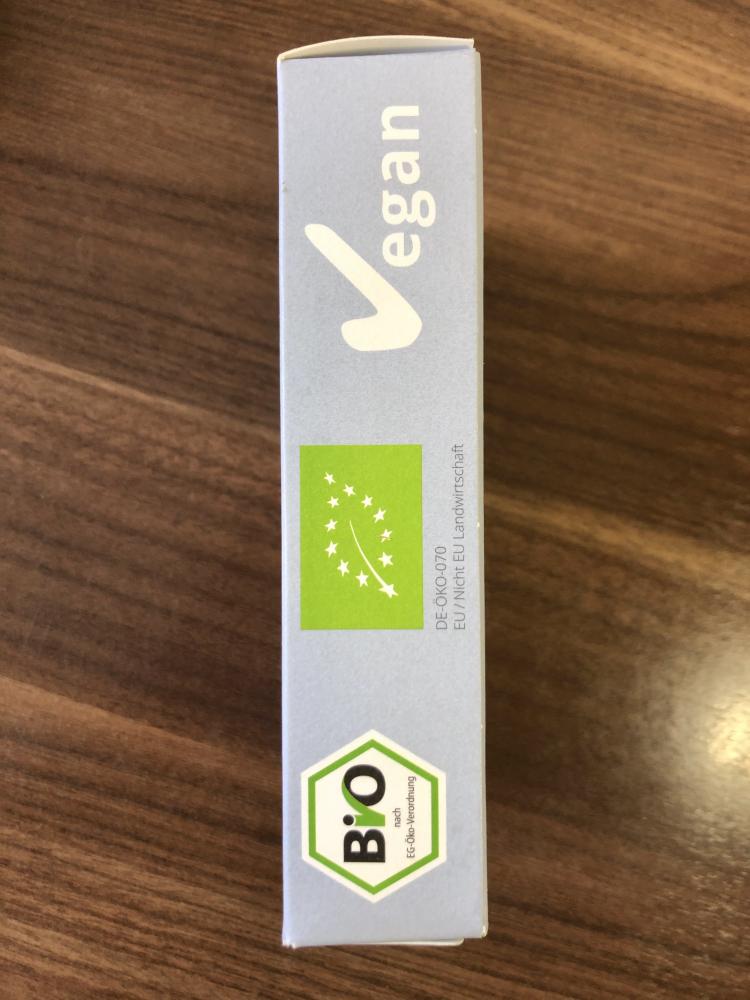 Bio
nach
EG-Öko-Verordnung
DE-ÖKO-070
EU / Nicht EU Landwirtschaft
Vegan